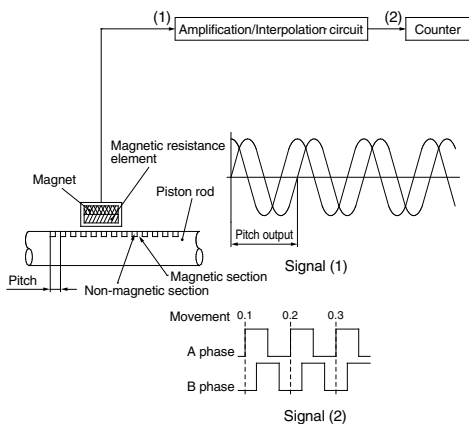 (1)
Amplification/Interpolation circuit
(2)
Counter
Magnetic resistance
element
Magnet
Piston rod
Pitch
Magnetic section
Non-magnetic section
Pitch output
Signal (1)
Movement 0.1 0.2 0.3
A phase
B phase
Signal (2)